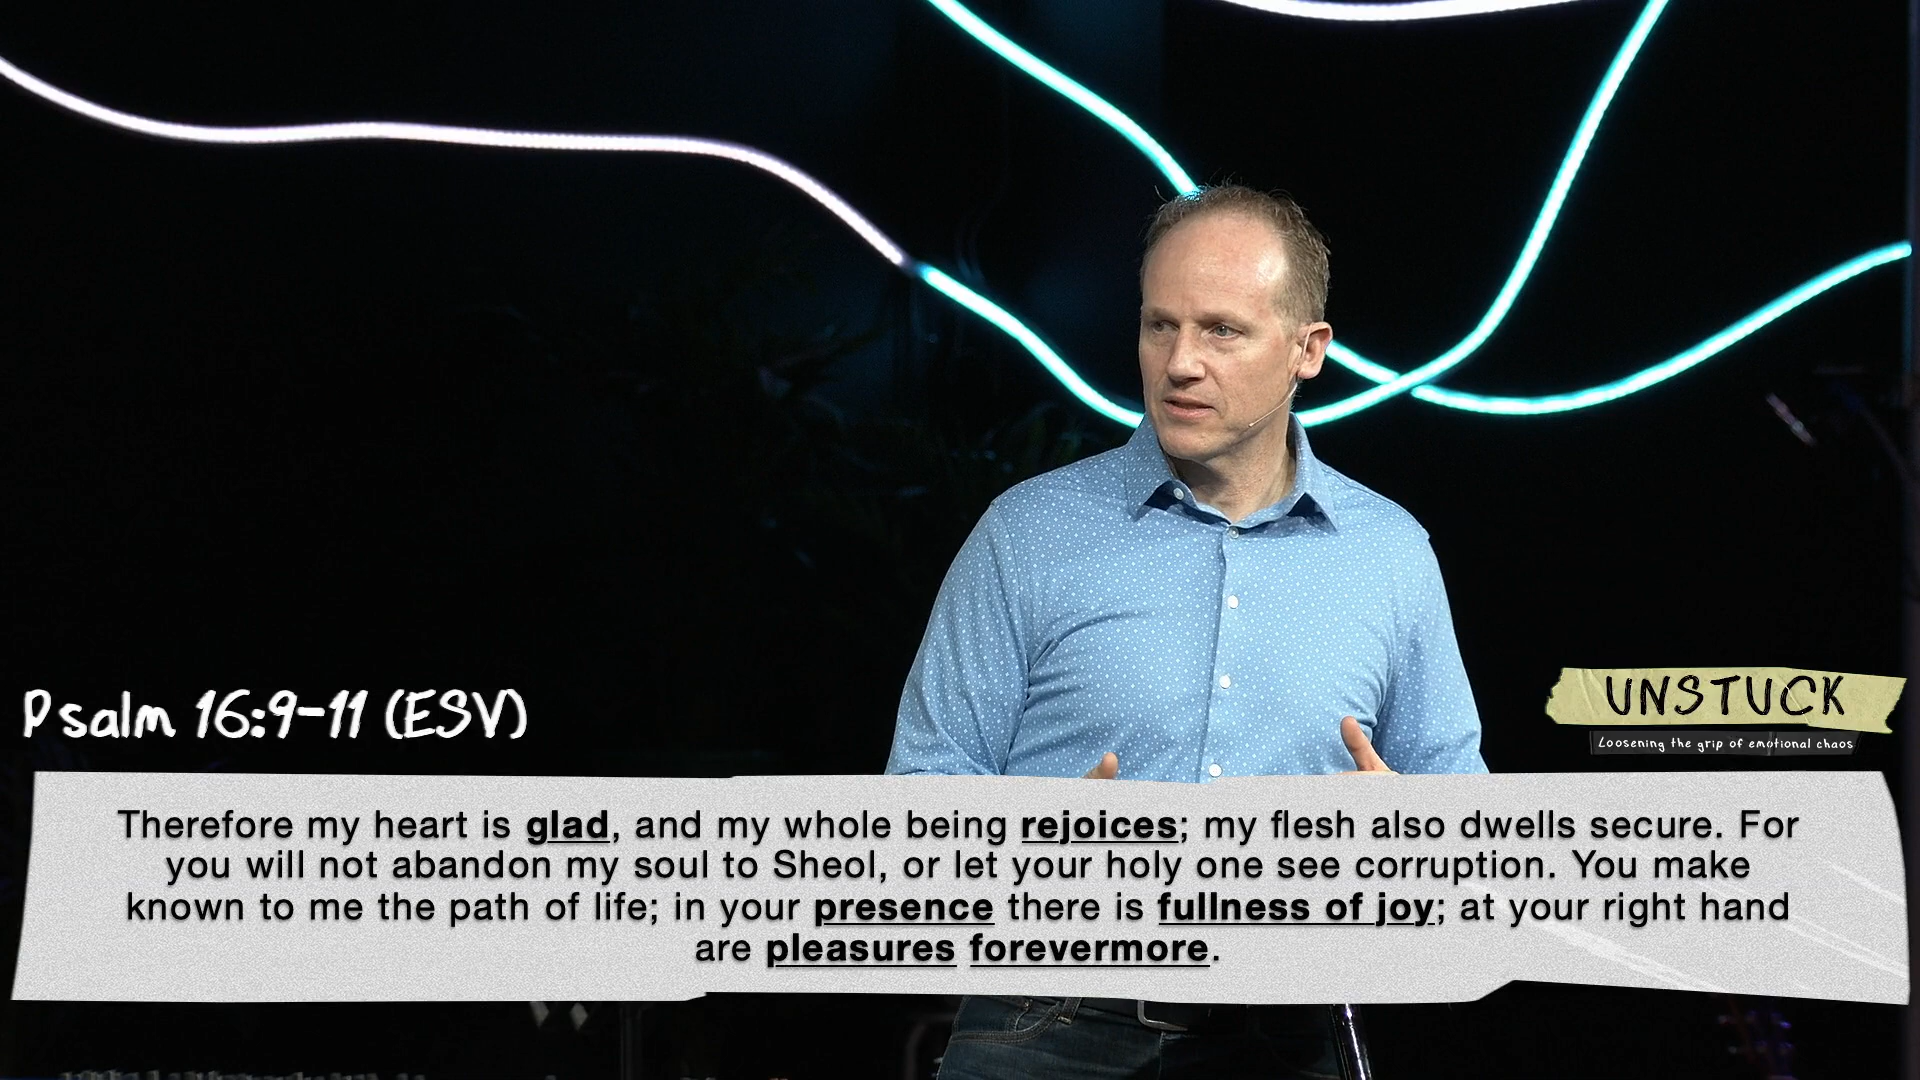 Psalm 16:9-11 (ESV)
UNSTUCK
Loosening the grip of emotional chaos
Therefore my heart is glad, and my whole being rejoices; my flesh also dwells secure. For
you will not abandon my soul to Sheol, or let your holy one see corruption. You make
known to me the path of life; in your presence there is fullness of joy; at your right hand
are pleasures forevermore.